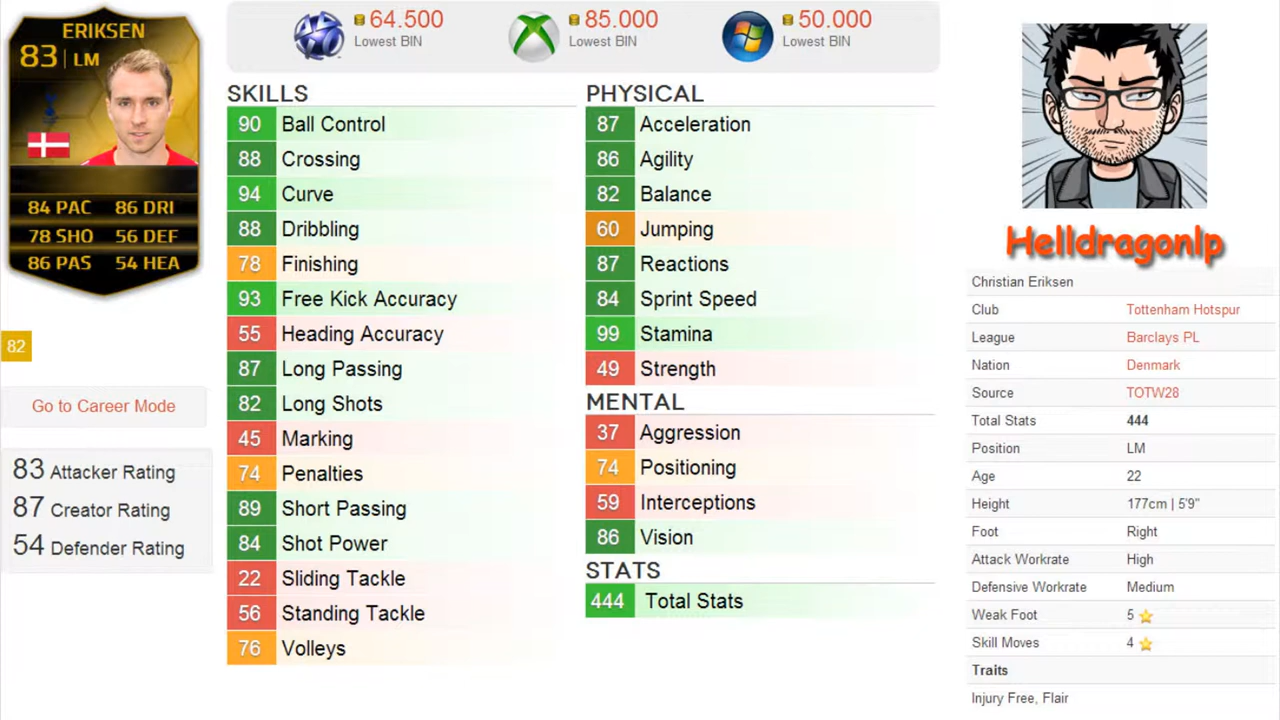 ERIKSEN
83 | LM
84 PAC 86 DRI
78 SHO 56 DEF
86 PAS 54 HEA
82
Go to Career Mode
83 Attacker Rating
87 Creator Rating
54 Defender Rating
64.500
Lowest BIN
85.000
Lowest BIN
50.000
Lowest BIN
SKILLS
90 Ball Control
88 Crossing
94 Curve
88 Dribbling
78 Finishing
93 Free Kick Accuracy
55 Heading Accuracy
87 Long Passing
82 Long Shots
45 Marking
74 Penalties
89 Short Passing
84 Shot Power
22 Sliding Tackle
56 Standing Tackle
76 Volleys
PHYSICAL
87 Acceleration
86 Agility
82 Balance
60 Jumping
87 Reactions
84 Sprint Speed
99 Stamina
49 Strength
MENTAL
37 Aggression
74 Positioning
59 Interceptions
86 Vision
STATS
444 Total Stats
Helldragonlp
Christian Eriksen
Club Tottenham Hotspur
League Barclays PL
Nation Denmark
Source TOTW28
Total Stats 444
Position LM
Age 22
Height 177cm | 5'9"
Foot Right
Attack Workrate High
Defensive Workrate Medium
Weak Foot 5
Skill Moves 4
Traits
Injury Free, Flair